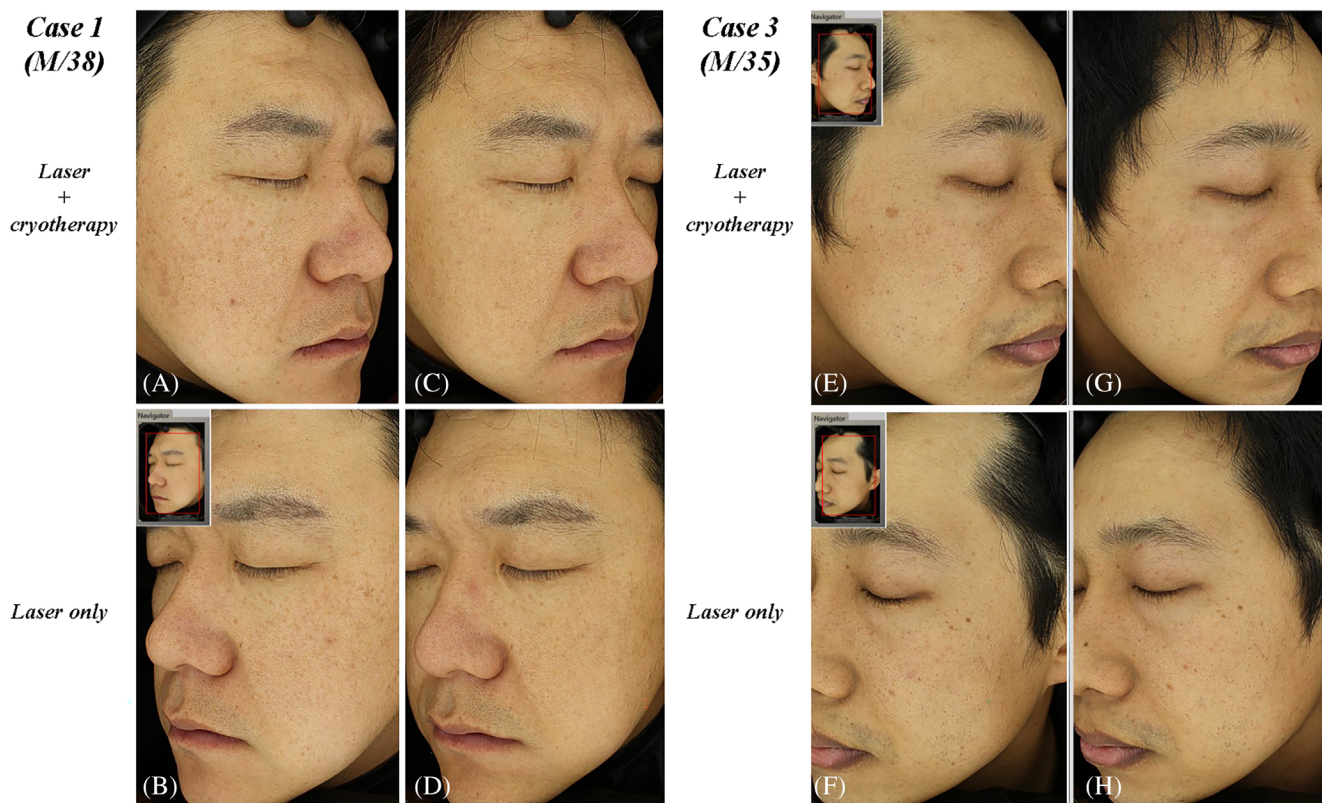 Case 1
(M/38)
Laser
+
cryotherapy
(A)
(C)
Navigator
Laser only
(B)
(D)
Case 3
(M/35)
Laser
+
cryotherapy
Navigator
(E)
(G)
Navigator
Laser only
(F)
(H)